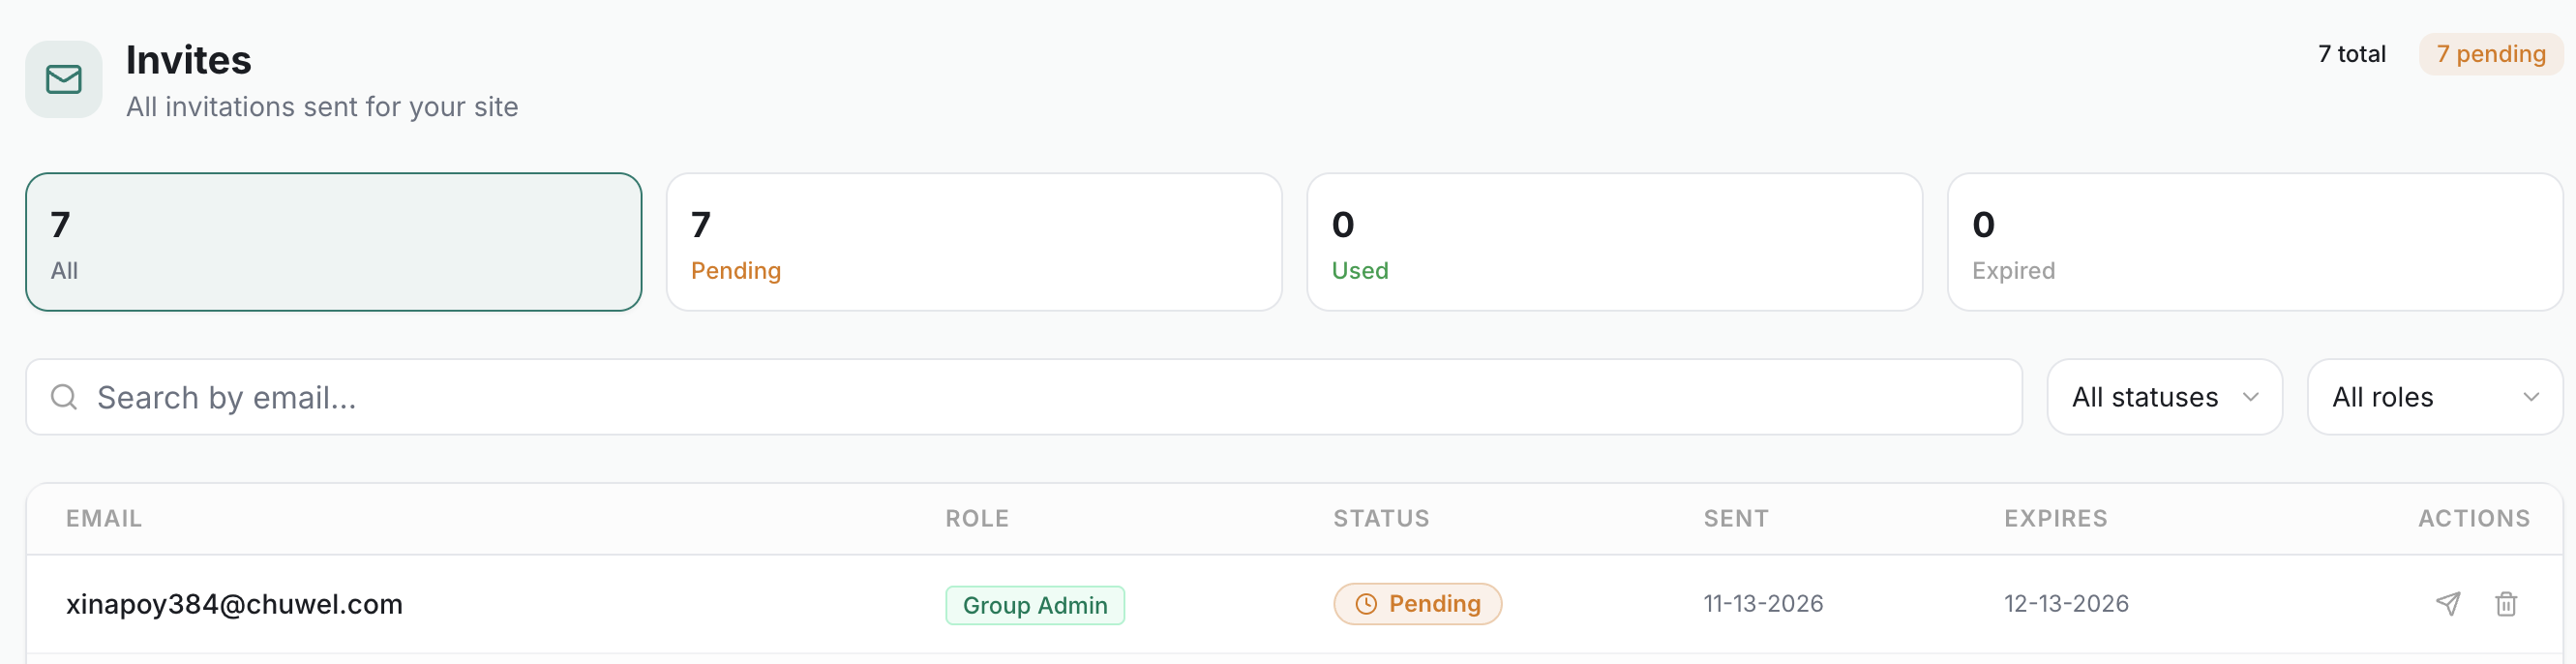 Invites
All invitations sent for your site
7 total 7 pending
7
All
7
Pending
0
Used
0
Expired
Search by email...
All statuses
All roles
EMAIL ROLE STATUS SENT EXPIRES ACTIONS
xinapoy384@chuwel.com Group Admin Pending 11-13-2026 12-13-2026